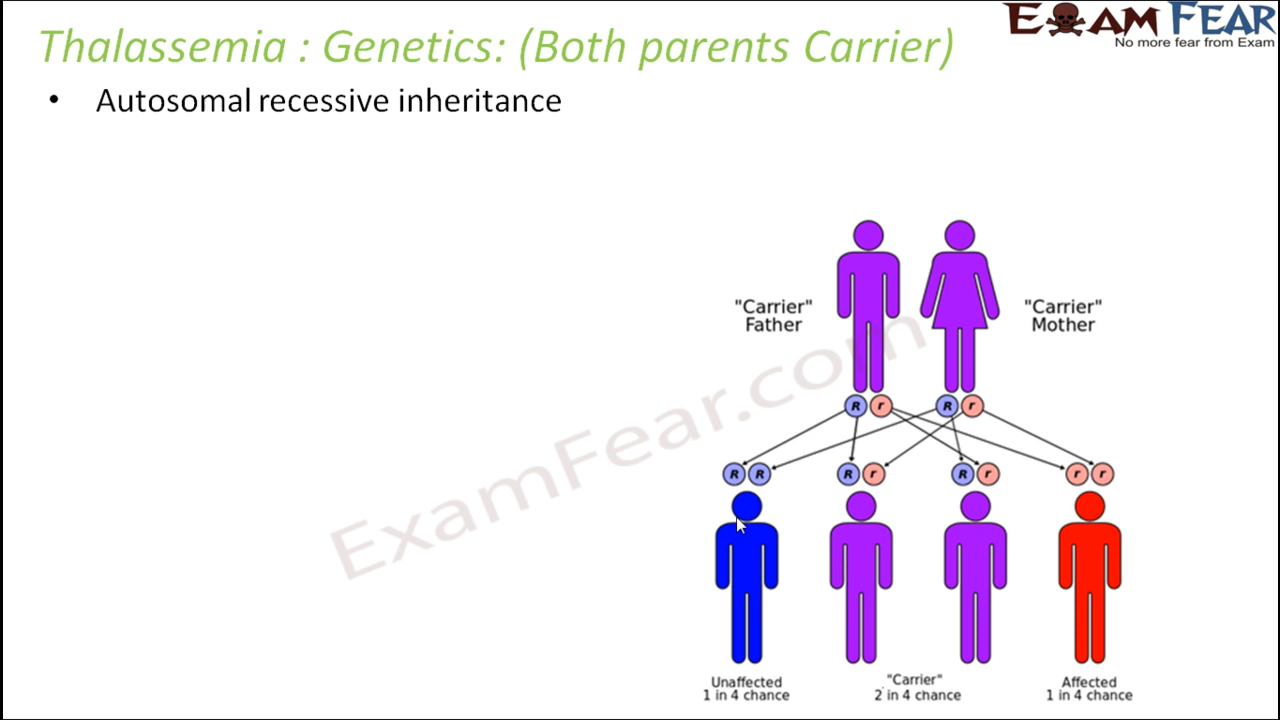 EXAM FEAR
No more fear from Exam
Thalassemia : Genetics: (Both parents Carrier)
• Autosomal recessive inheritance
"Carrier"
Father
"Carrier"
Mother
R r R r
R R R r R r r r
ExamFear.com
Unaffected
1 in 4 chance
"Carrier"
2 in 4 chance
Affected
1 in 4 chance